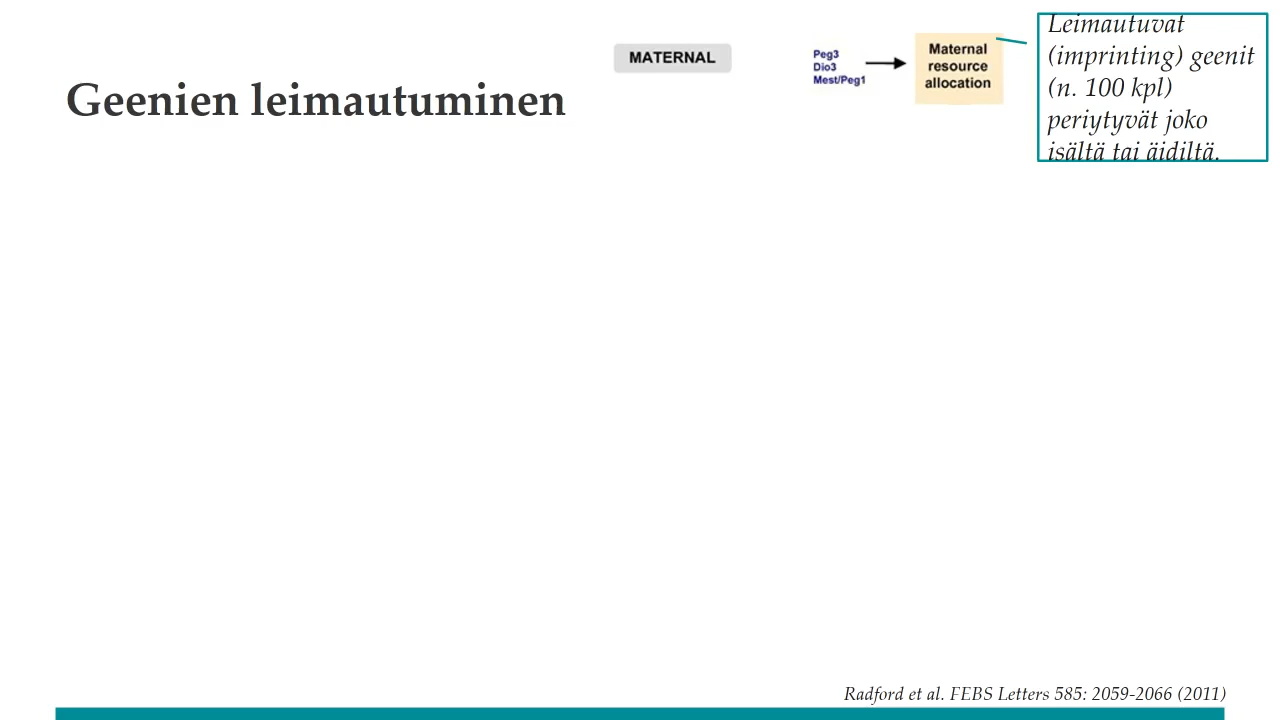 Geenien leimautuminen
MATERNAL
Peg3
Dio3
Mest/Peg1
Maternal
resource
allocation
Leimautuvat
(imprinting) geenit
(n. 100 kpl)
periytyvät joko
isältä tai äidiltä.
Radford et al. FEBS Letters 585: 2059-2066 (2011)